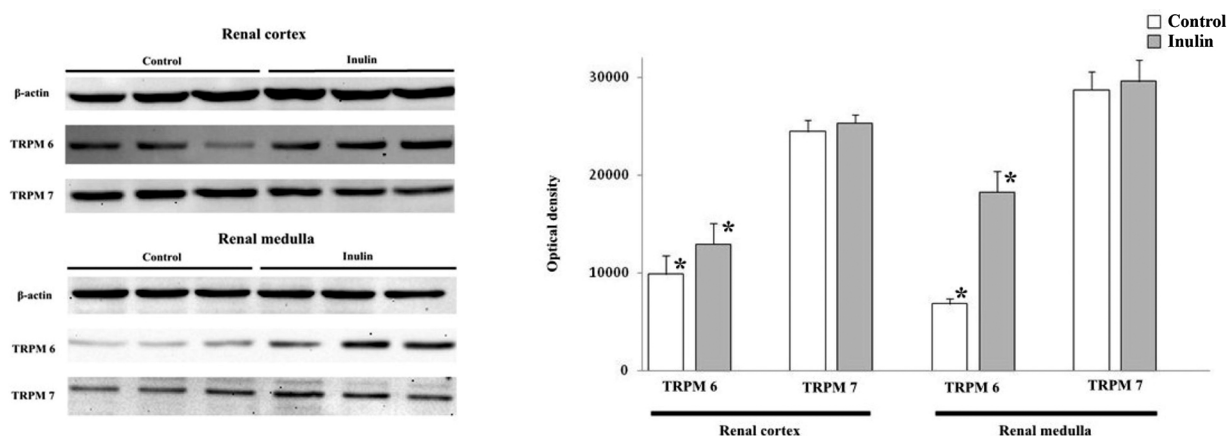 Renal cortex
Control Inulin
β-actin
TRPM 6
TRPM 7
Renal medulla
Control Inulin
β-actin
TRPM 6
TRPM 7
Control
Inulin
Optical density
30000
20000
10000
0
* * * *
TRPM 6 TRPM 7 TRPM 6 TRPM 7
Renal cortex Renal medulla